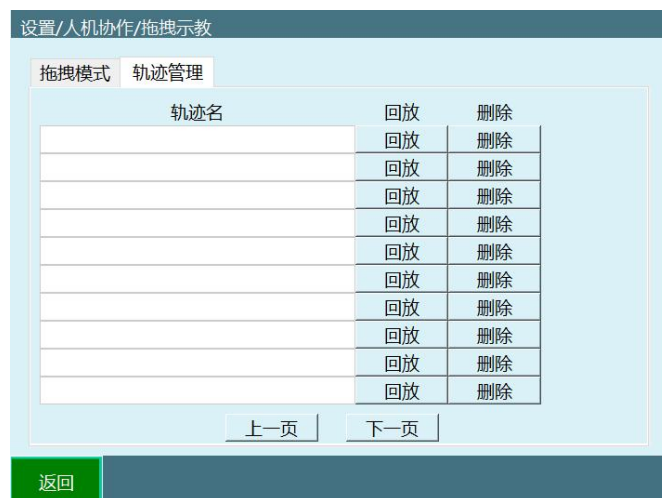 设置/人机协作/拖拽示教
拖拽模式 轨迹管理
轨迹名 回放 删除
回放 删除
回放 删除
回放 删除
回放 删除
回放 删除
回放 删除
回放 删除
回放 删除
回放 删除
回放 删除
上一页 下一页
返回